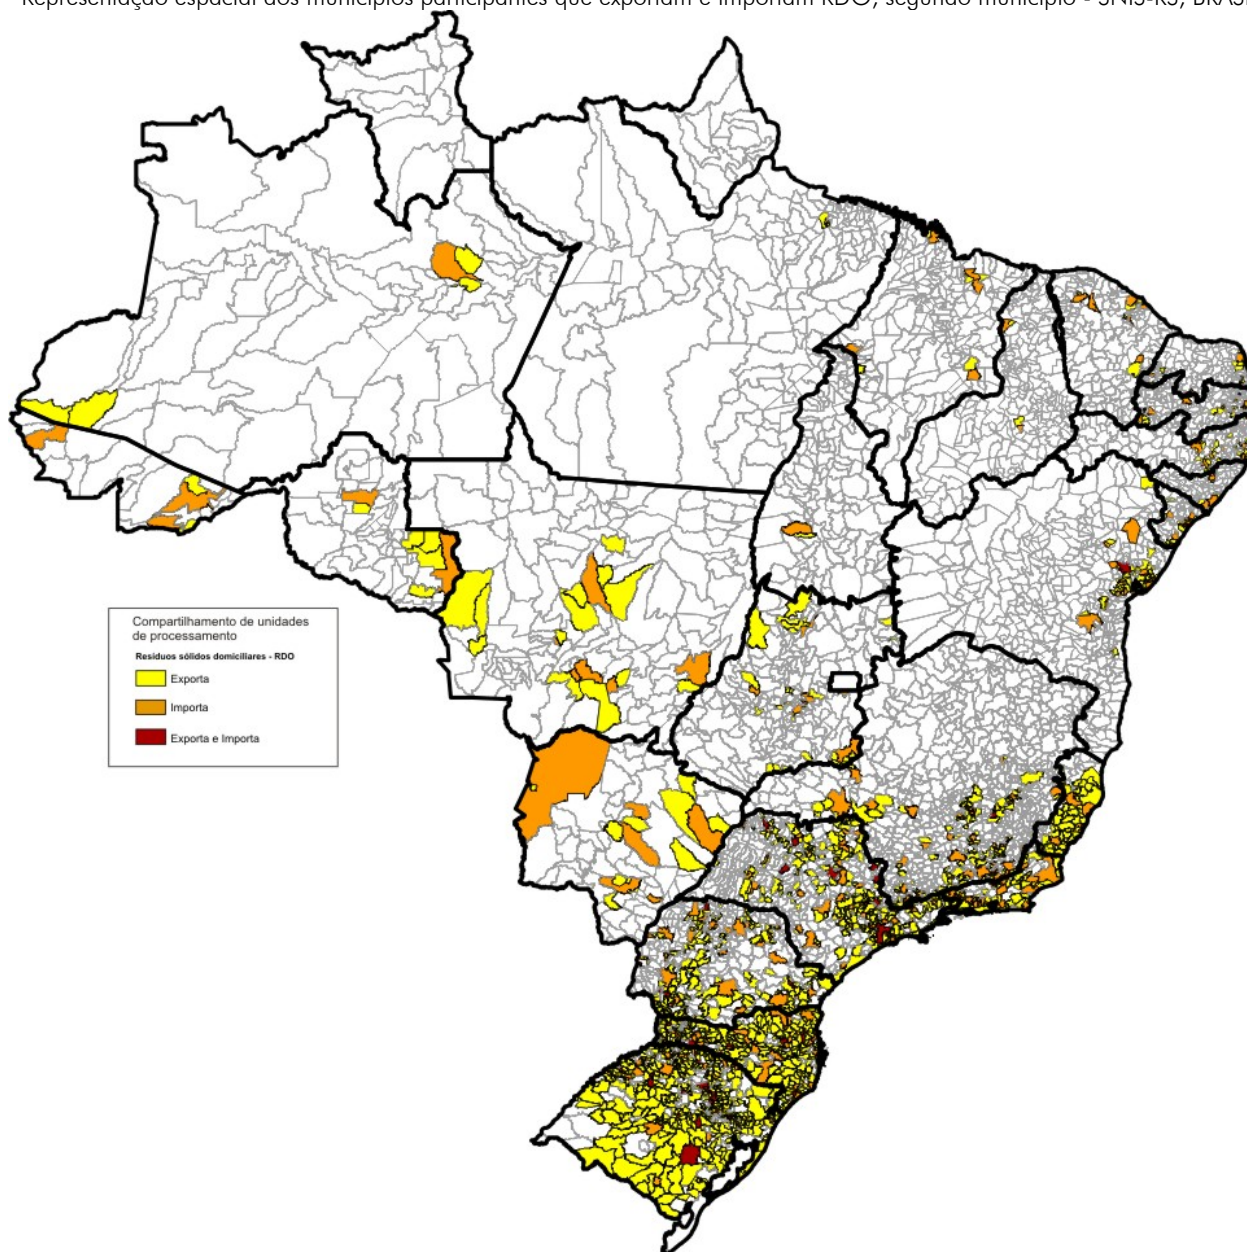 Representação espacial dos municípios participantes que exportam e importam RDO, segundo município - SNIS-RS,
Compartilhamento de unidades
de processamento
Resíduos sólidos domiciliares - RDO
Exporta
Importa
Exporta e Importa